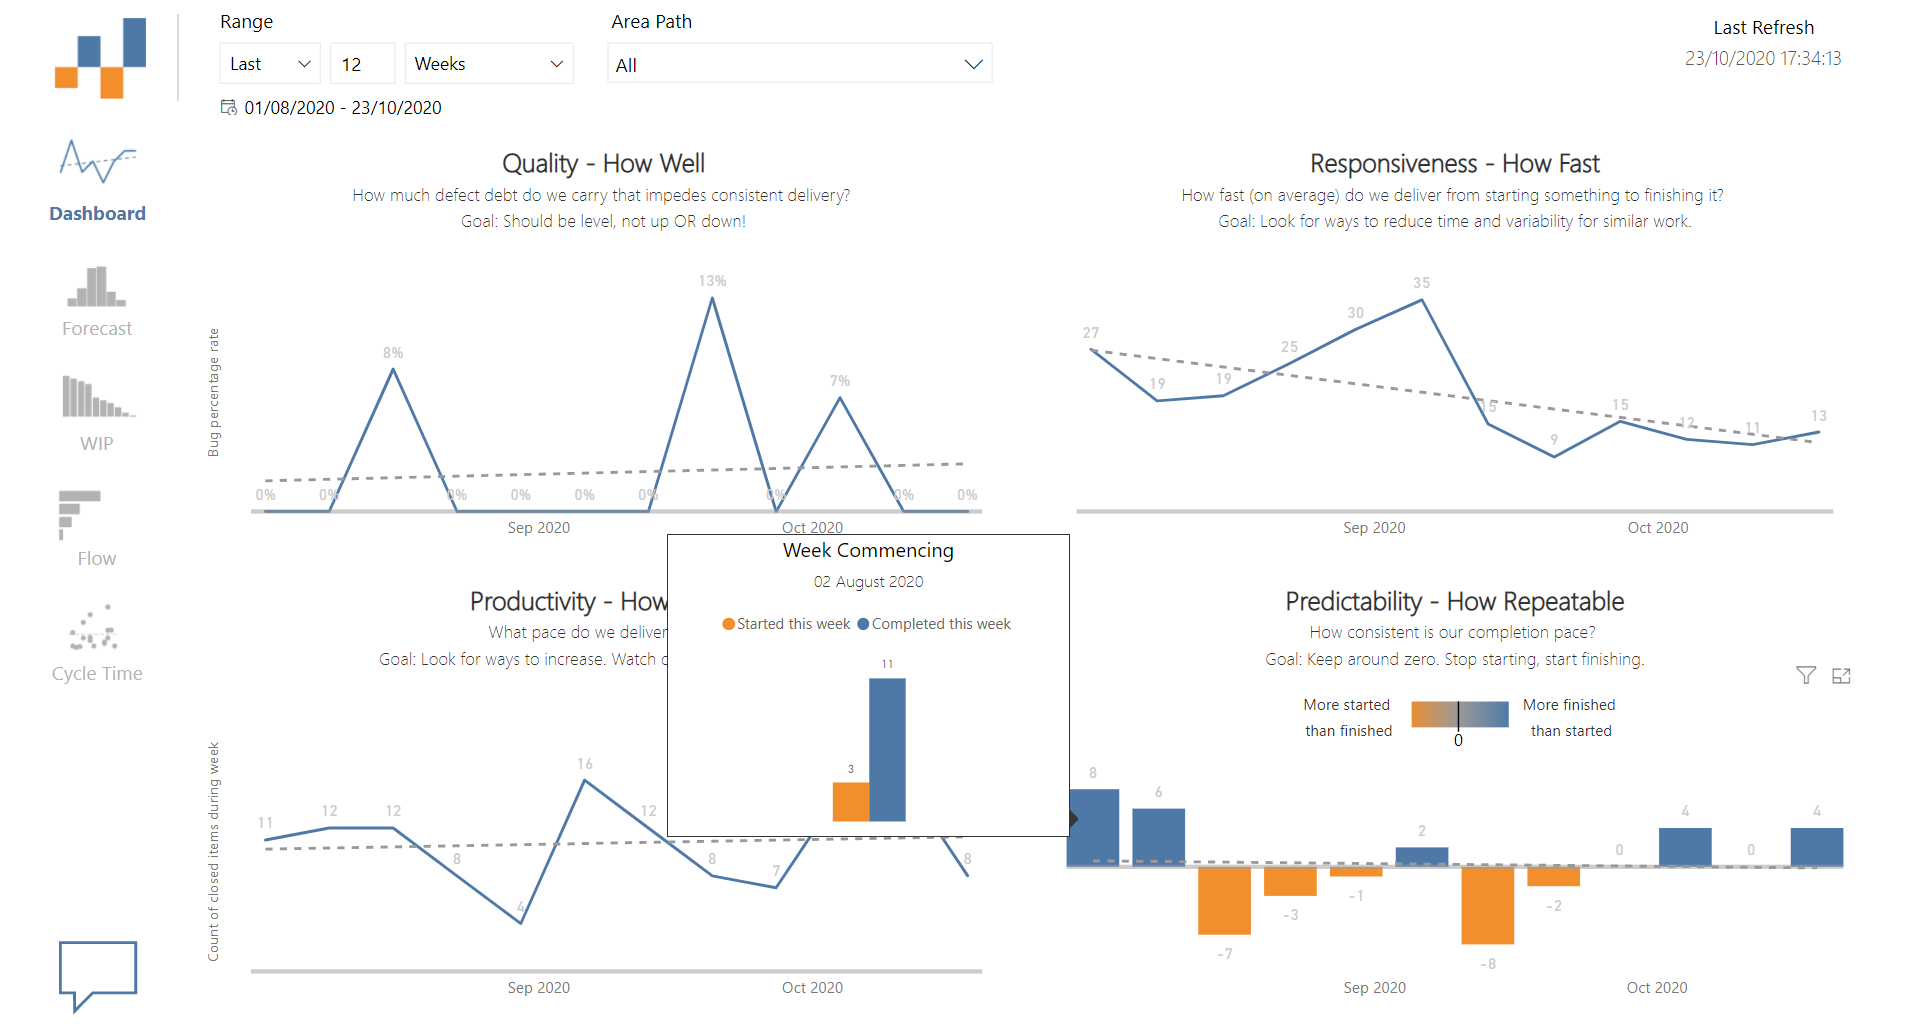 Range
Area Path
Last Refresh
Last
12
Weeks
All
23/10/2020 17:34:13
01/08/2020 - 23/10/2020
Dashboard
Forecast
WIP
Flow
Cycle Time
Quality - How Well
How much defect debt do we carry that impedes consistent delivery?
Goal: Should be level, not up OR down!
Bug percentage rate
0%
0%
8%
0%
0%
0%
0%
13%
0%
7%
0%
0%
Sep 2020
Oct 2020
Responsiveness - How Fast
How fast (on average) do we deliver from starting something to finishing it?
Goal: Look for ways to reduce time and variability for similar work.
27
19
19
25
30
35
15
9
15
12
11
13
Sep 2020
Oct 2020
Productivity - How
What pace do we deliver
Goal: Look for ways to increase. Watch
Count of closed items during week
11
12
12
8
4
16
12
8
7
8
Sep 2020
Oct 2020
Week Commencing
02 August 2020
Started this week
Completed this week
3
11
Predictability - How Repeatable
How consistent is our completion pace?
Goal: Keep around zero. Stop starting, start finishing.
More started
than finished
0
More finished
than started
8
6
-7
-3
-1
2
-8
-2
0
4
0
4
Sep 2020
Oct 2020